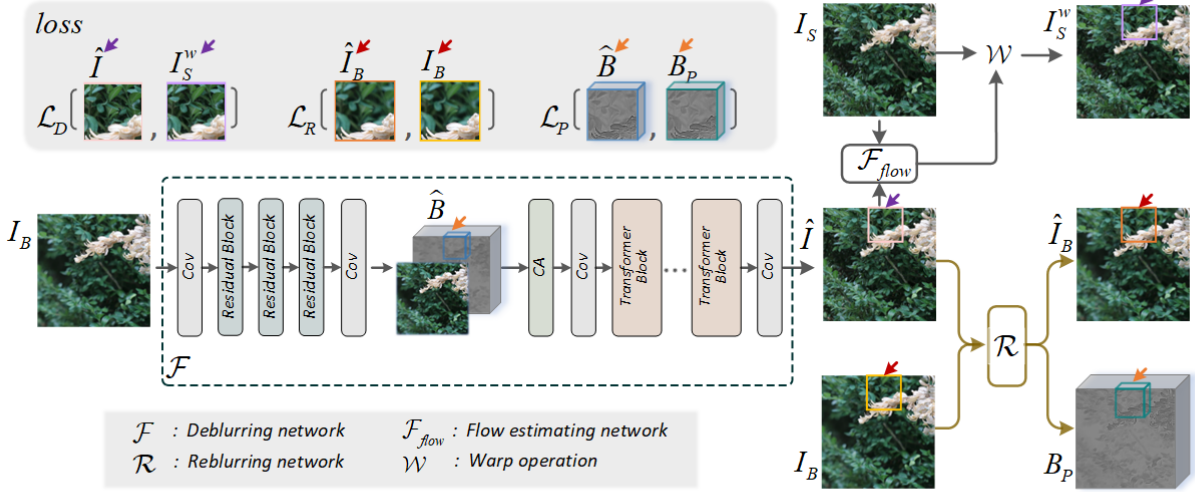 loss
Î I_S^w Î_B I_B B̂ B_P
ℒ_D ( , ) ℒ_R ( , ) ℒ_P ( , )
I_S 𝒲 I_S^w
ℱ_flow
I_B Cov Residual Block Residual Block Residual Block Cov B̂ CA Cov Transformer Block ... Transformer Block Cov Î Î_B
ℱ
ℛ
I_B B_P
ℱ : Deblurring network
ℛ : Reblurring network
ℱ_flow : Flow estimating network
𝒲 : Warp operation